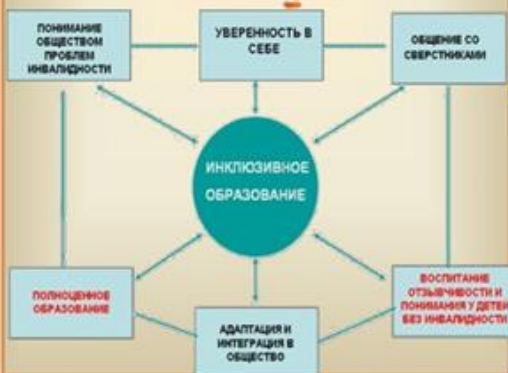 ПОНИМАНИЕ
ОБЩЕСТВОМ
ПРОБЛЕМ
ИНВАЛИДНОСТИ
УВЕРЕННОСТЬ В
СЕБЕ
ОБЩЕНИЕ СО
СВЕРСТНИКАМИ
ИНКЛЮЗИВНОЕ
ОБРАЗОВАНИЕ
ПОЛНОЦЕННОЕ
ОБРАЗОВАНИЕ
АДАПТАЦИЯ И
ИНТЕГРАЦИЯ В
ОБЩЕСТВО
ВОСПИТАНИЕ
ОТЗЫВЧИВОСТИ И
ПОНИМАНИЯ У ДЕТЕЙ
БЕЗ ИНВАЛИДНОСТИ